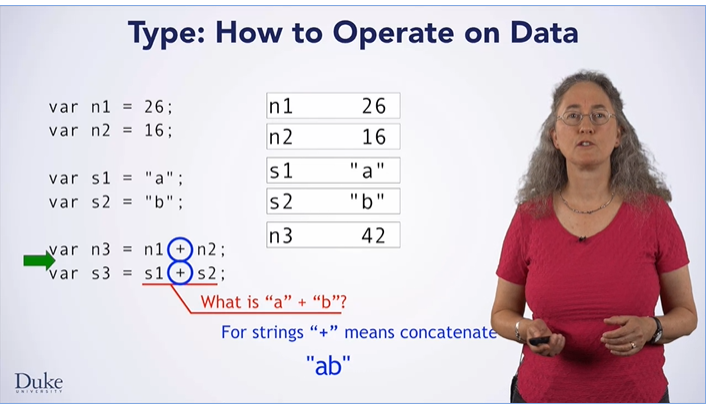 Type: How to Operate on Data
var n1 = 26;
var n2 = 16;
var s1 = "a";
var s2 = "b";
var n3 = n1 + n2;
var s3 = s1 + s2;
n1 26
n2 16
s1 "a"
s2 "b"
n3 42
What is “a” + “b”?
For strings “+” means concatenate
"ab"
Duke
UNIVERSITY